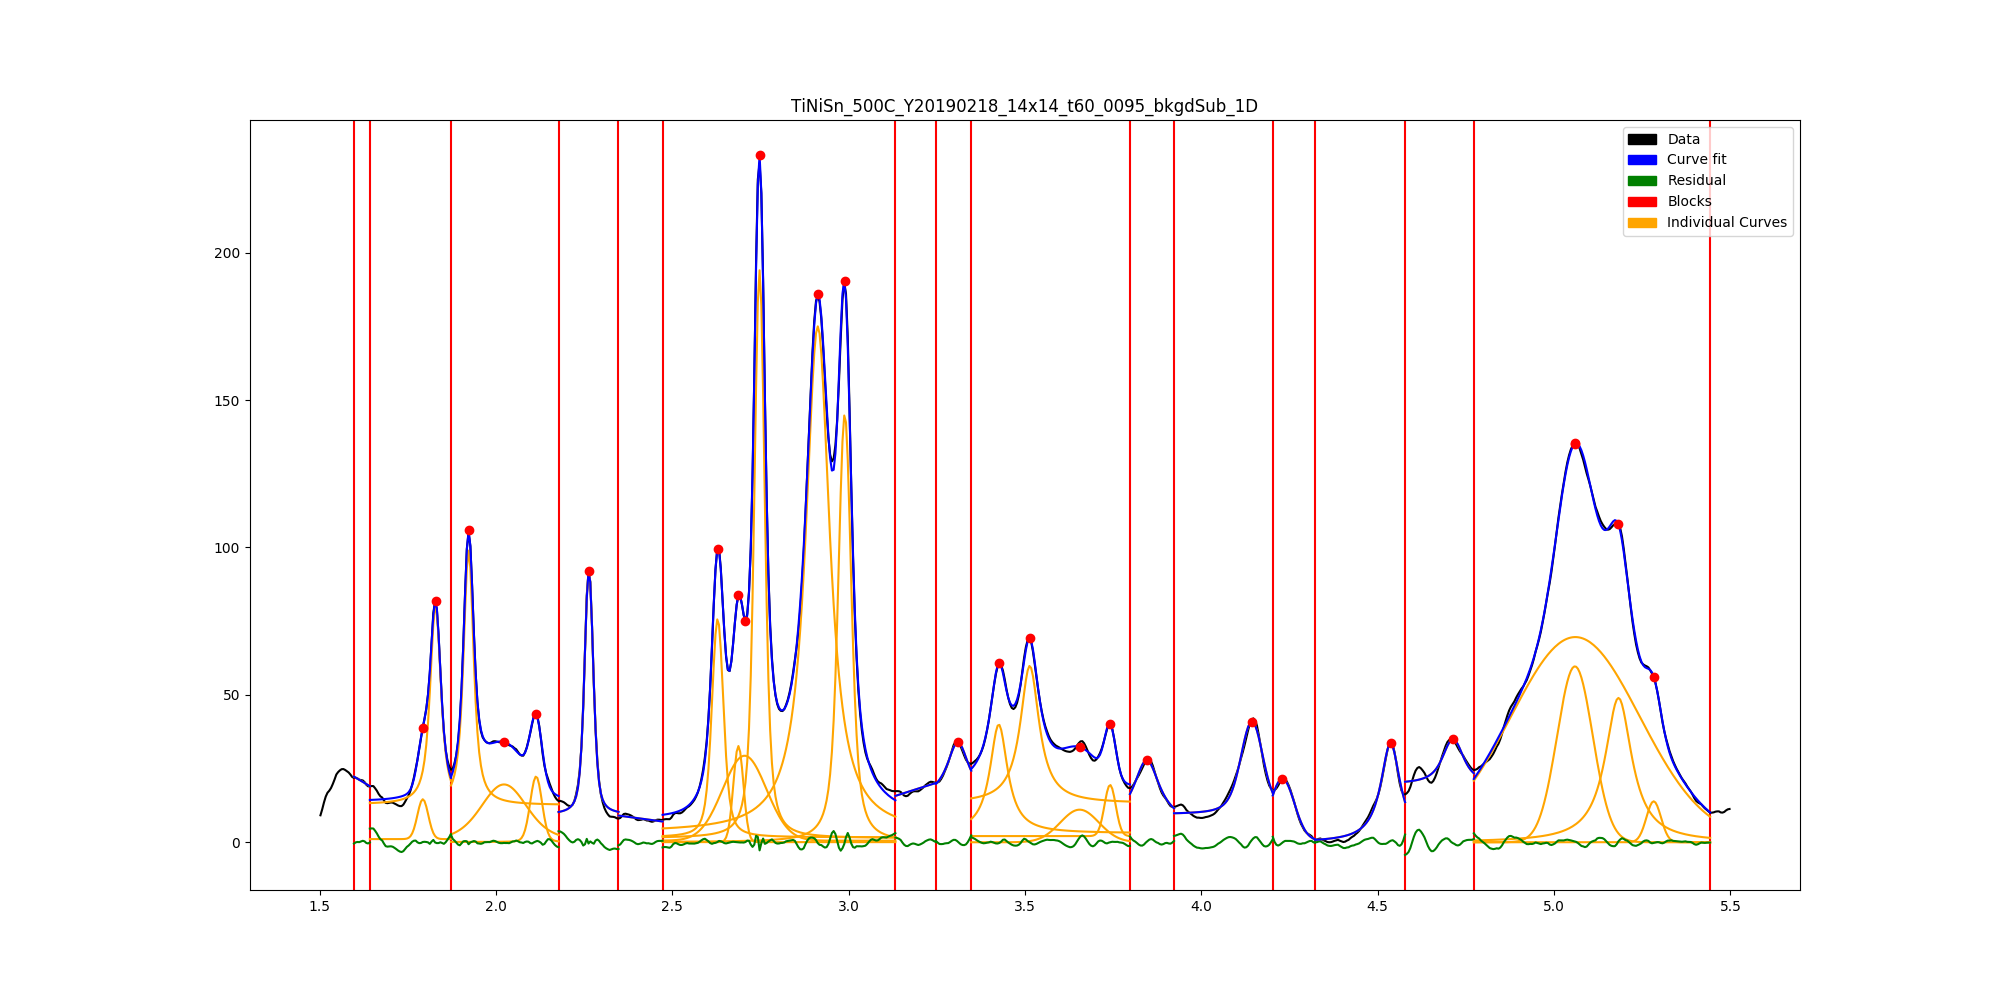 TiNiSn_500C_Y20190218_14x14_t60_0095_bkgdSub_1D
Data
Curve fit
Residual
Blocks
Individual Curves
200
150
100
50
0
1.5 2.0 2.5 3.0 3.5 4.0 4.5 5.0 5.5